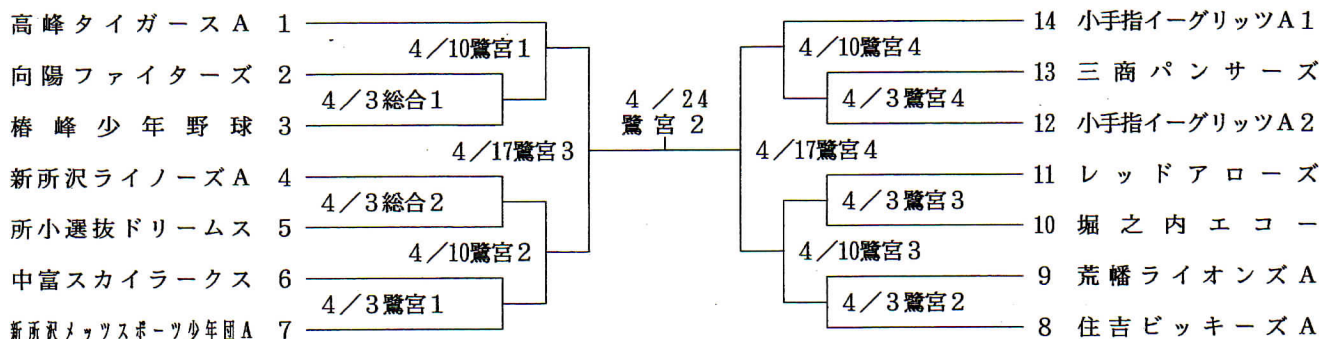 高峰タイガースA 1
4/10鷺宮1
向陽ファイターズ 2
4/3総合1
椿峰少年野球 3
4/17鷺宮3
新所沢ライノーズA 4
4/3総合2
所小選抜ドリームス 5
4/10鷺宮2
中富スカイラークス 6
4/3鷺宮1
新所沢メッツスポーツ少年団A 7
4/24
鷺宮2
14 小手指イーグリッツA1
4/10鷺宮4
13 三商パンサーズ
4/3鷺宮4
12 小手指イーグリッツA2
4/17鷺宮4
11 レッドアローズ
4/3鷺宮3
10 堀之内エコー
4/10鷺宮3
9 荒幡ライオンズA
4/3鷺宮2
8 住吉ビッキーズA